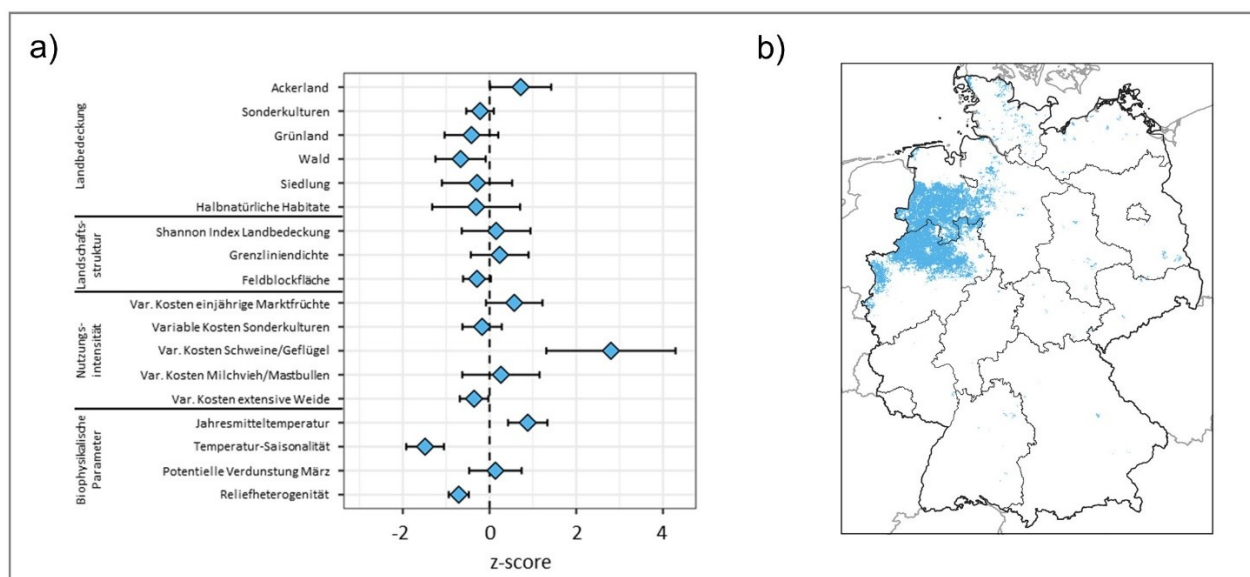 a)
b)
Landbedeckung
Ackerland
Sonderkulturen
Grünland
Wald
Siedlung
Halbnatürliche Habitate
Landschafts-
struktur
Shannon Index Landbedeckung
Grenzliniendichte
Feldblockfläche
Nutzungs-
intensität
Var. Kosten einjährige Marktfrüchte
Variable Kosten Sonderkulturen
Var. Kosten Schweine/Geflügel
Var. Kosten Milchvieh/Mastbullen
Var. Kosten extensive Weide
Biophysikalische
Parameter
Jahresmitteltemperatur
Temperatur-Saisonalität
Potentielle Verdunstung März
Reliefheterogenität
-2 0 2 4
z-score